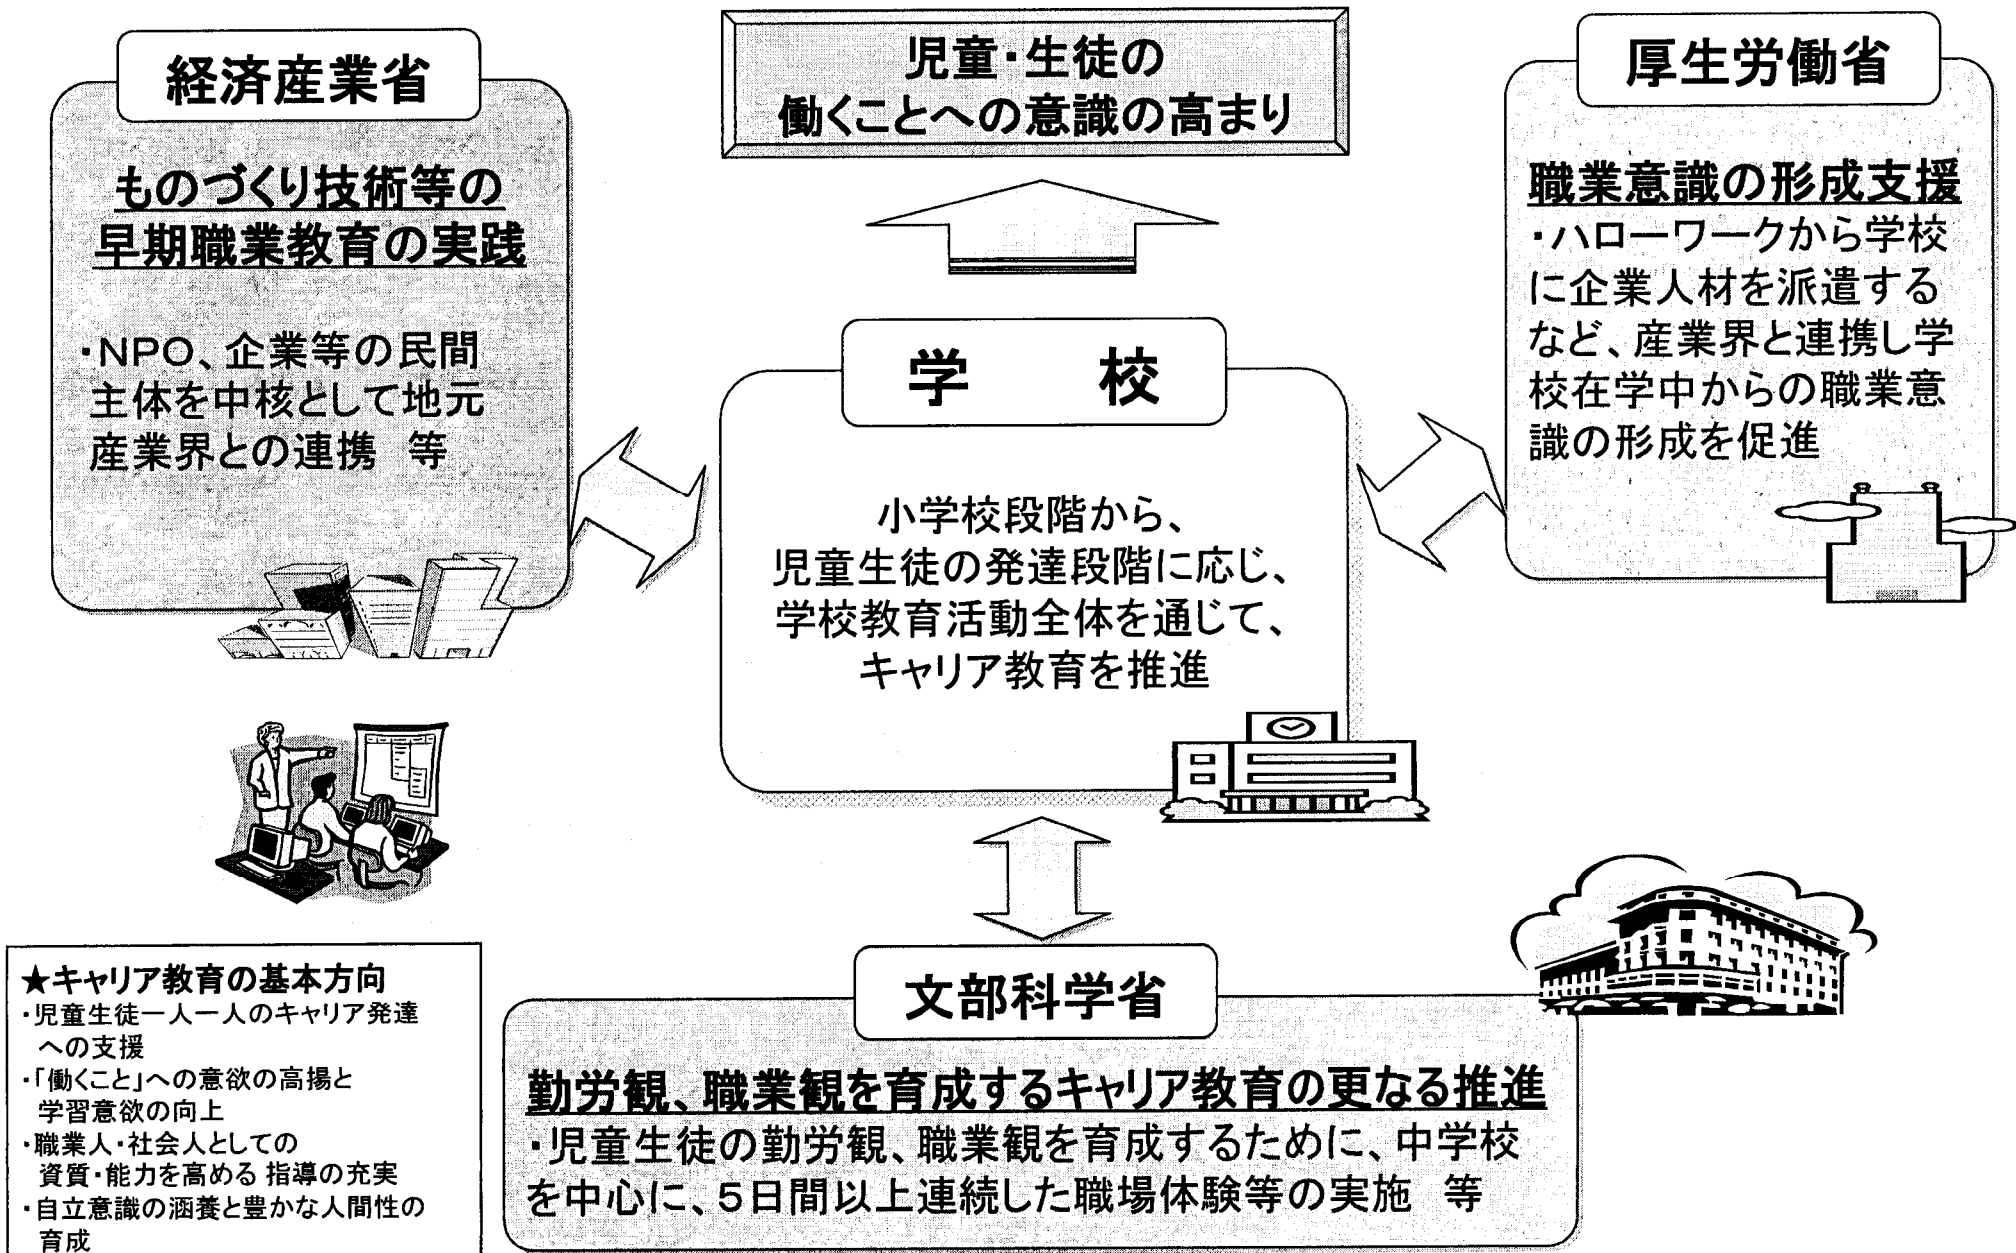 経済産業省
ものづくり技術等の
早期職業教育の実践
・NPO、企業等の民間
主体を中核として地元
産業界との連携　等
児童・生徒の
働くことへの意識の高まり
厚生労働省
職業意識の形成支援
・ハローワークから学校
に企業人材を派遣する
など、産業界と連携し学
校在学中からの職業意
識の形成を促進
学　校
小学校段階から、
児童生徒の発達段階に応じ、
学校教育活動全体を通じて、
キャリア教育を推進
★キャリア教育の基本方向
・児童生徒一人一人のキャリア発達
への支援
・「働くこと」への意欲の高揚と
学習意欲の向上
・職業人・社会人としての
資質・能力を高める 指導の充実
・自立意識の涵養と豊かな人間性の
育成
文部科学省
勤労観、職業観を育成するキャリア教育の更なる推進
・児童生徒の勤労観、職業観を育成するために、中学校
を中心に、５日間以上連続した職場体験等の実施　等